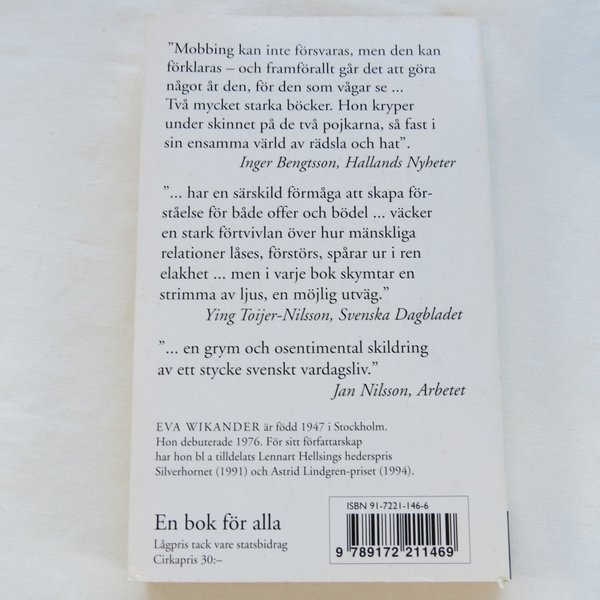 ”Mobbing kan inte försvaras, men den kan
förklaras – och framförallt går det att göra
något åt den, för den som vågar se ...
Två mycket starka böcker. Hon kryper
under skinnet på de två pojkarna, så fast i
sin ensamma värld av rädsla och hat”.
Inger Bengtsson, Hallands Nyheter
”... har en särskild förmåga att skapa för-
ståelse för både offer och bödel ... väcker
en stark förtvivlan över hur mänskliga
relationer låses, förstörs, spårar ur i ren
elakhet ... men i varje bok skymtar en
strimma av ljus, en möjlig utväg.”
Ying Toijer-Nilsson, Svenska Dagbladet
”... en grym och osentimental skildring
av ett stycke svenskt vardagsliv.”
Jan Nilsson, Arbetet
EVA WIKANDER är född 1947 i Stockholm.
Hon debuterade 1976. För sitt författarskap
har hon bl a tilldelats Lennart Hellsings hederspris
Silverhornet (1991) och Astrid Lindgren-priset (1994).
En bok för alla
Lågpris tack vare statsbidrag
Cirkapris 30:–
ISBN 91-7221-146-6
9 789172 211469